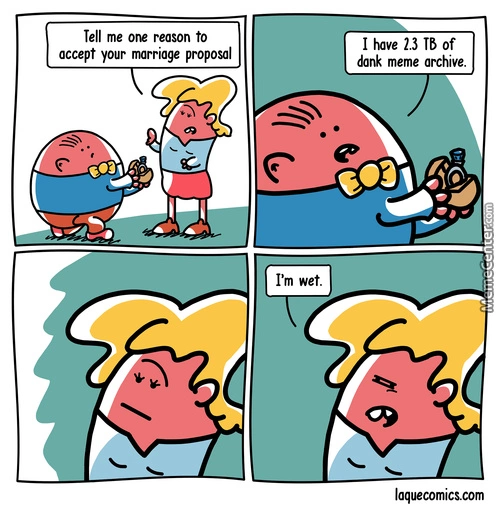 Tell me one reason to
accept your marriage proposal
I have 2.3 TB of
dank meme archive.
I'm wet.
MemeCenter.com
laquecomics.com